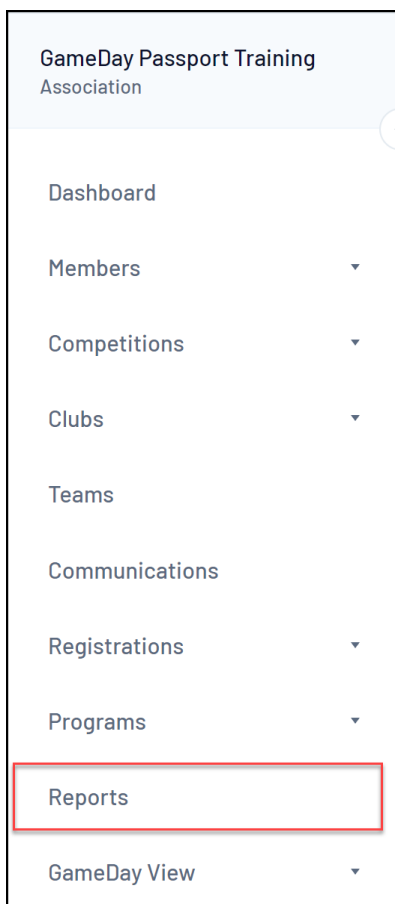 GameDay Passport Training
Association
Dashboard
Members
Competitions
Clubs
Teams
Communications
Registrations
Programs
Reports
GameDay View